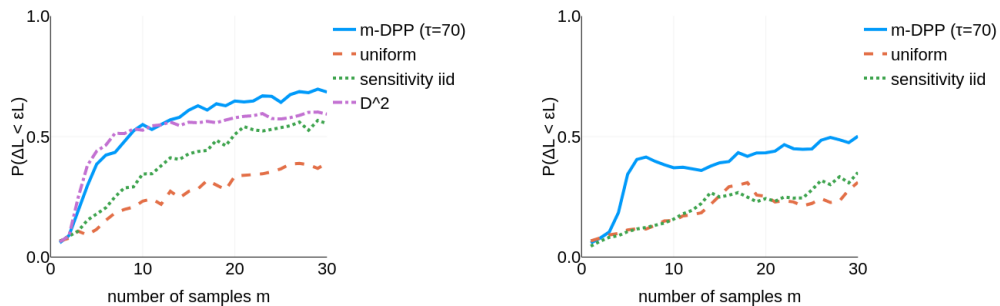 1.0
0.5
0.0
0
10
20
30
P(ΔL < εL)
number of samples m
m-DPP (τ=70)
uniform
sensitivity iid
D^2
1.0
0.5
0.0
0
10
20
30
P(ΔL < εL)
number of samples m
m-DPP (τ=70)
uniform
sensitivity iid